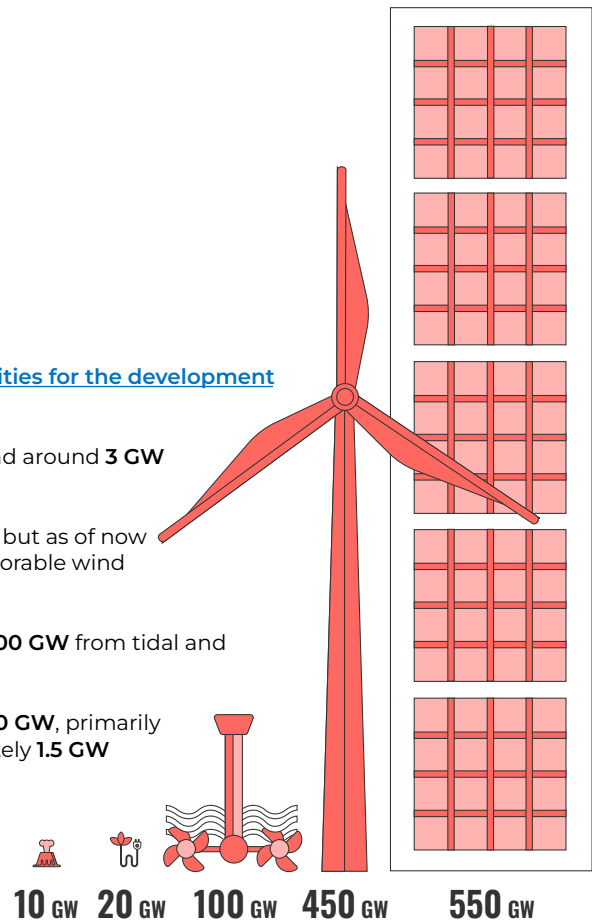 ities for the development
d around 3 GW
but as of now
orable wind
00 GW from tidal and
0 GW, primarily
tely 1.5 GW
10 GW 20 GW 100 GW 450 GW 550 GW